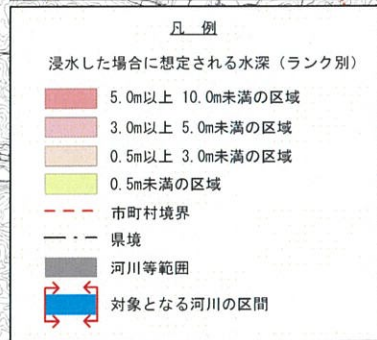 凡 例
浸水した場合に想定される水深（ランク別）
5.0m以上 10.0m未満の区域
3.0m以上 5.0m未満の区域
0.5m以上 3.0m未満の区域
0.5m未満の区域
市町村境界
県境
河川等範囲
対象となる河川の区間